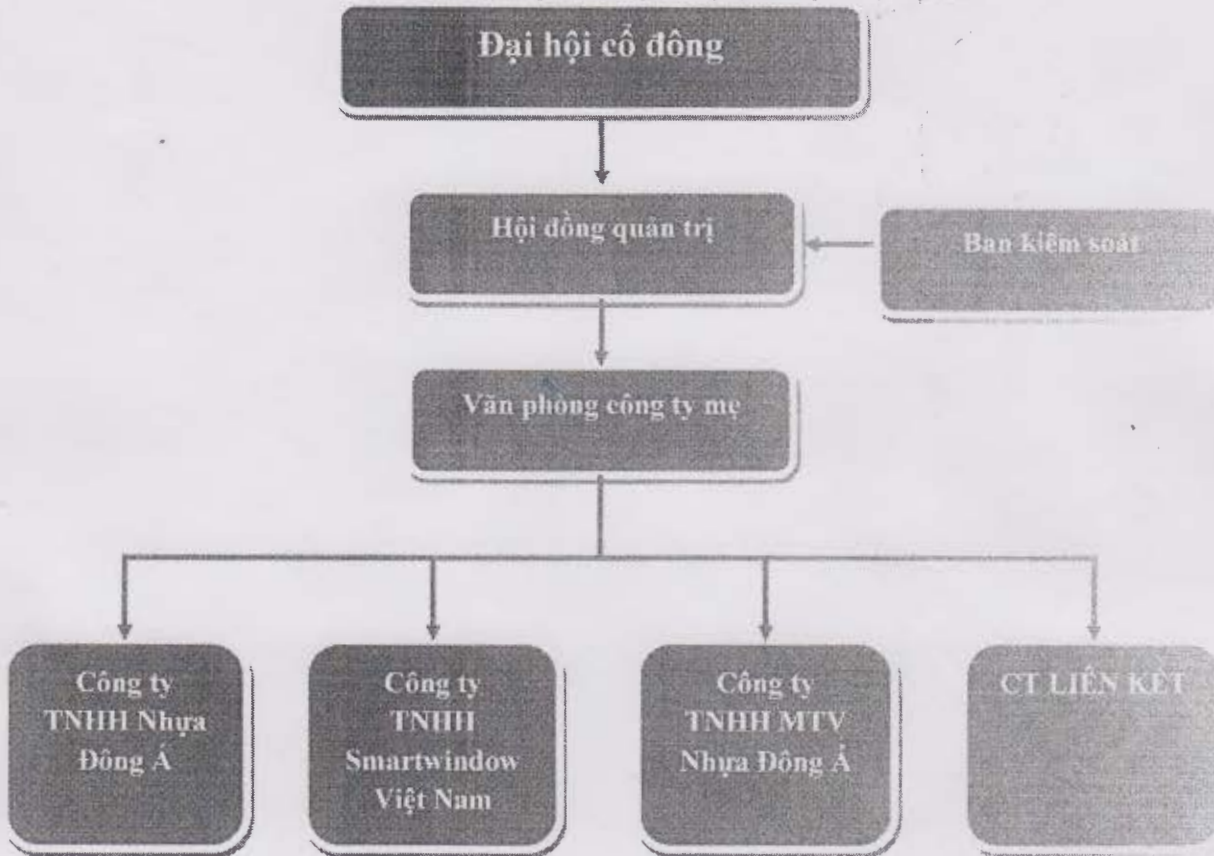 Đại hội cổ đông
Hội đồng quản trị
Ban kiểm soát
Văn phòng công ty mẹ
Công ty
TNHH Nhựa
Đông Á
Công ty
TNHH
Smartwindow
Việt Nam
Công ty
TNHH MTV
Nhựa Đông Á
CT LIÊN KẾT